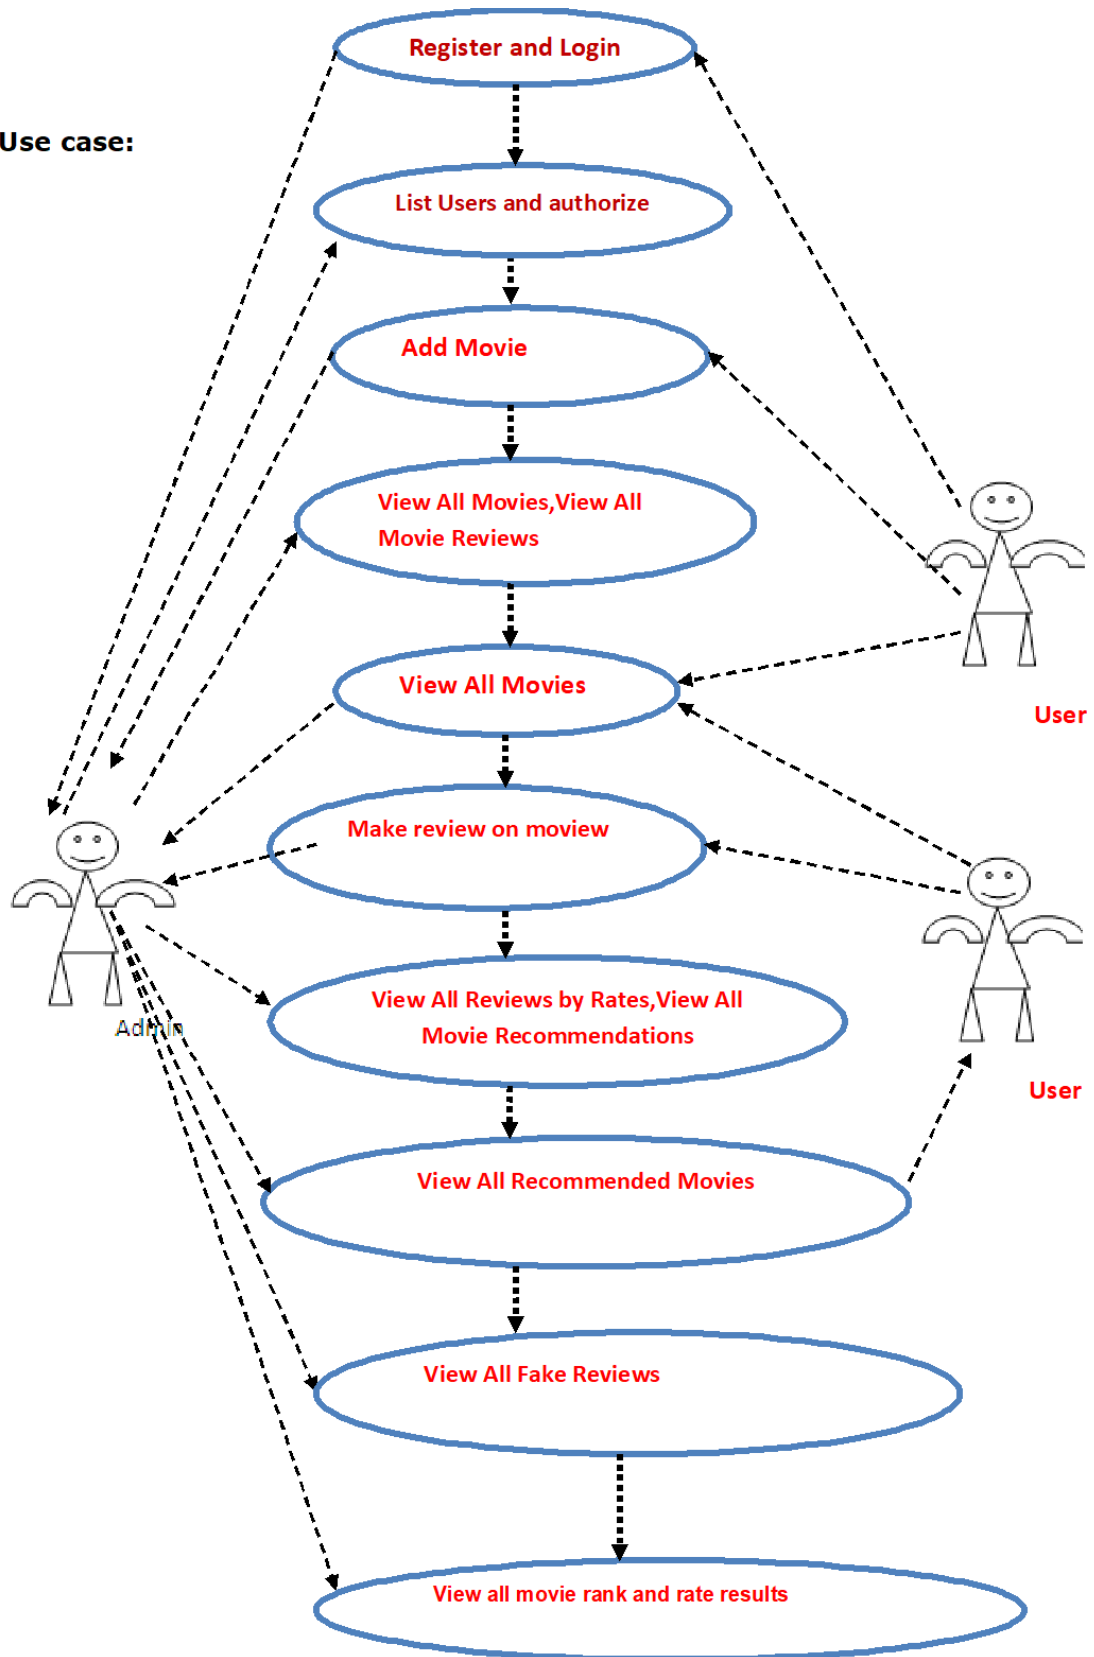 Register and Login
Use case:
List Users and authorize
Add Movie
View All Movies,View All
Movie Reviews
View All Movies
User
Make review on moview
View All Reviews by Rates,View All
Movie Recommendations
Admin
User
View All Recommended Movies
View All Fake Reviews
View all movie rank and rate results